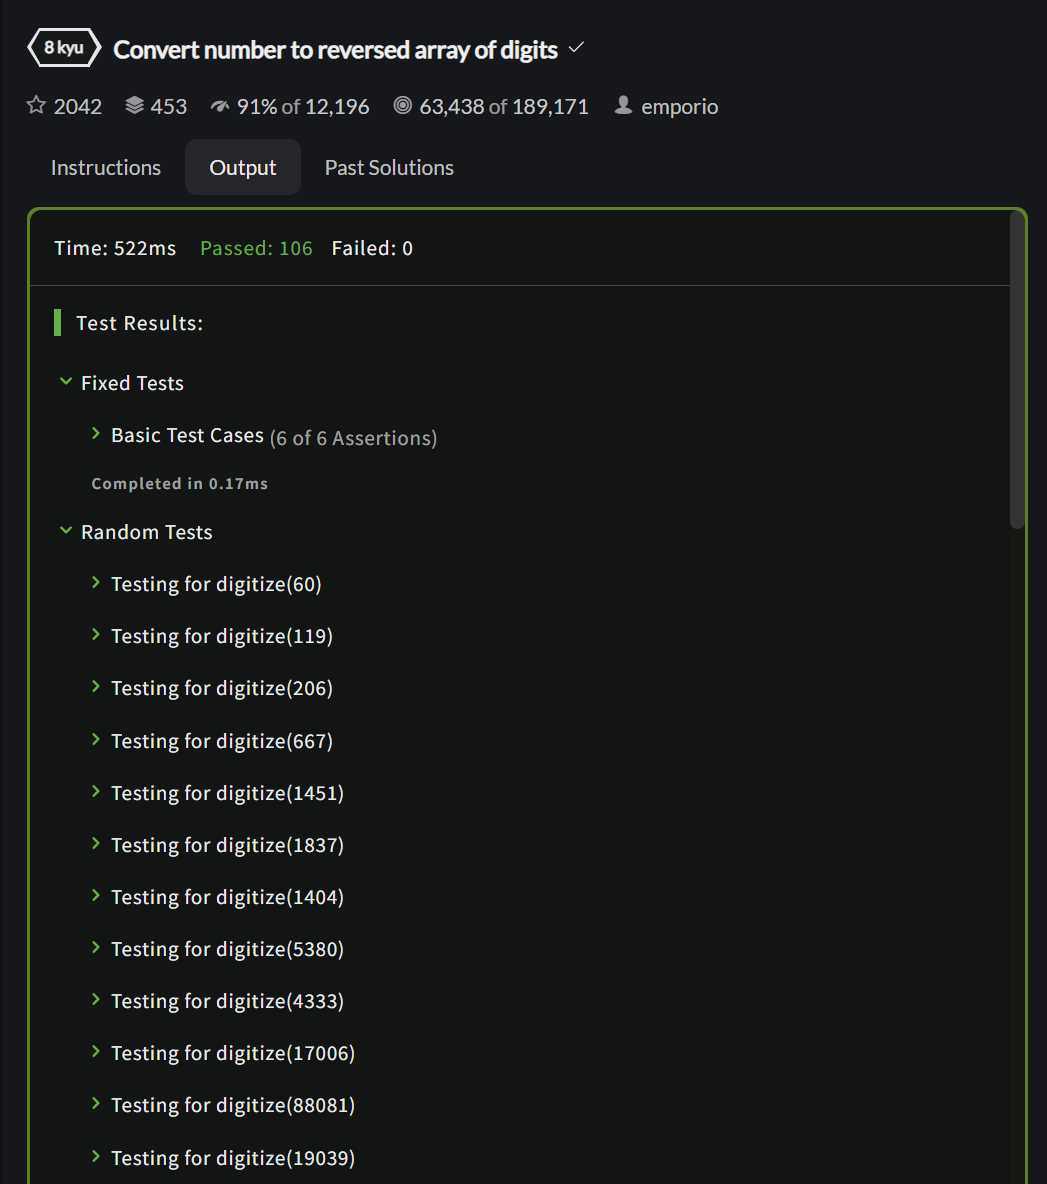 8 kyu Convert number to reversed array of digits
2042 453 91% of 12,196 63,438 of 189,171 emporio
Instructions Output Past Solutions
Time: 522ms Passed: 106 Failed: 0
Test Results:
Fixed Tests
Basic Test Cases (6 of 6 Assertions)
Completed in 0.17ms
Random Tests
Testing for digitize(60)
Testing for digitize(119)
Testing for digitize(206)
Testing for digitize(667)
Testing for digitize(1451)
Testing for digitize(1837)
Testing for digitize(1404)
Testing for digitize(5380)
Testing for digitize(4333)
Testing for digitize(17006)
Testing for digitize(88081)
Testing for digitize(19039)